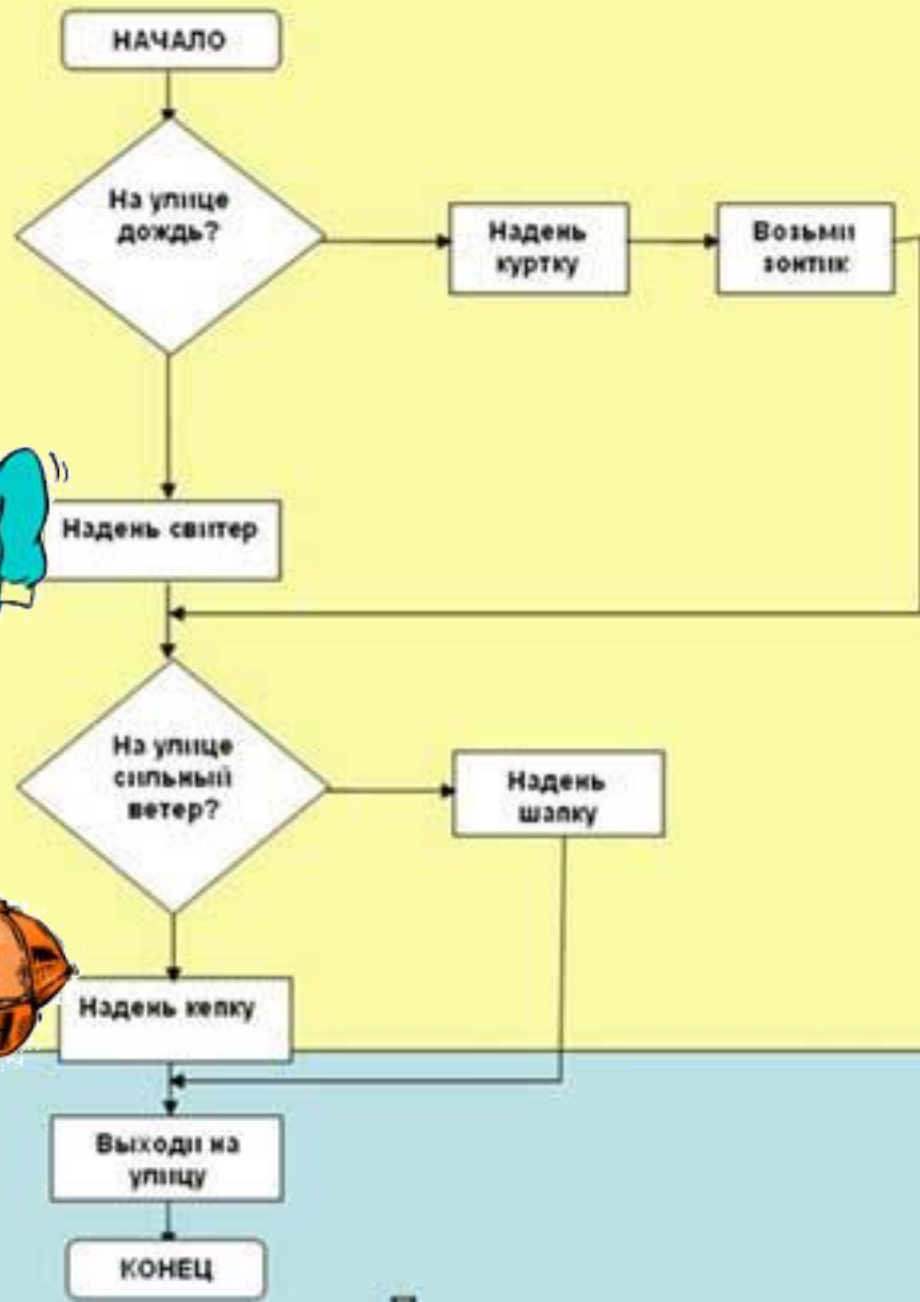 НАЧАЛО
На улице
дождь?
Надень
куртку
Возьми
зонтик
Надень свитер
На улице
сильный
ветер?
Надень
шапку
Надень кепку
Выходи на
улицу
КОНЕЦ